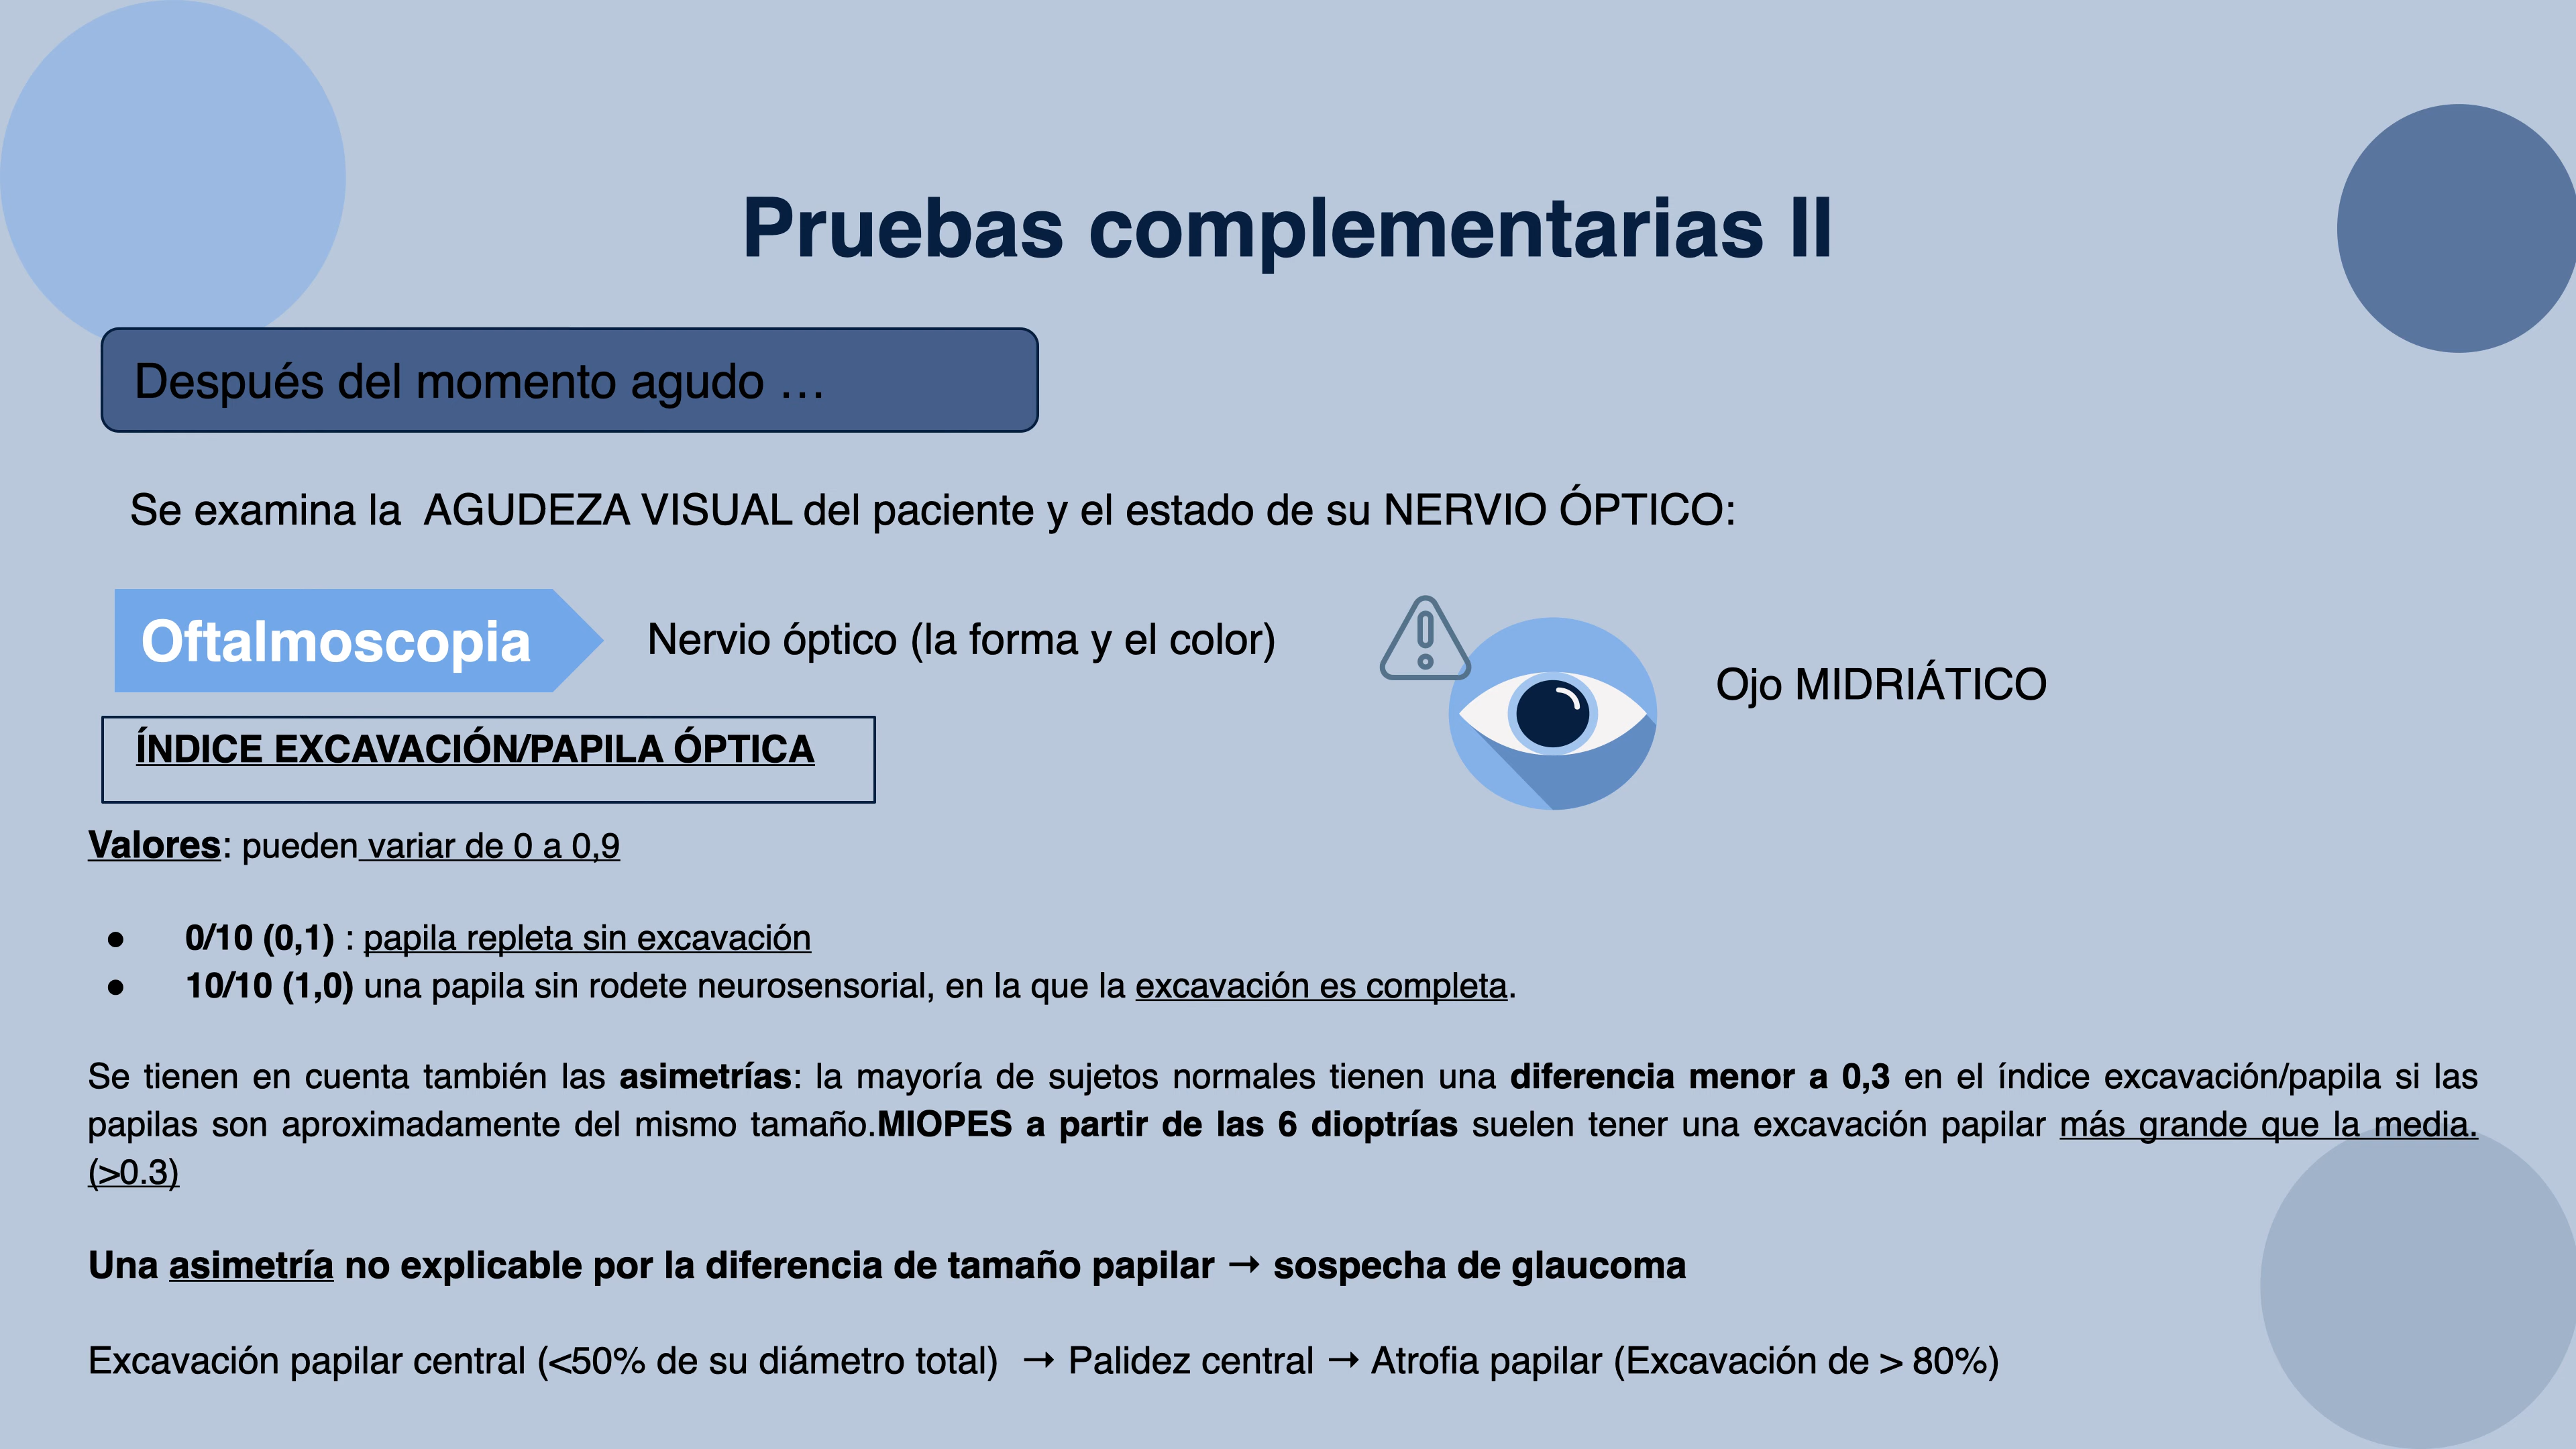 Pruebas complementarias II
Después del momento agudo …
Se examina la AGUDEZA VISUAL del paciente y el estado de su NERVIO ÓPTICO:
Oftalmoscopia
Nervio óptico (la forma y el color)
Ojo MIDRIÁTICO
ÍNDICE EXCAVACIÓN/PAPILA ÓPTICA
Valores: pueden variar de 0 a 0,9
● 0/10 (0,1) : papila repleta sin excavación
● 10/10 (1,0) una papila sin rodete neurosensorial, en la que la excavación es completa.
Se tienen en cuenta también las asimetrías: la mayoría de sujetos normales tienen una diferencia menor a 0,3 en el índice excavación/papila si las
papilas son aproximadamente del mismo tamaño.MIOPES a partir de las 6 dioptrías suelen tener una excavación papilar más grande que la media.
(>0.3)
Una asimetría no explicable por la diferencia de tamaño papilar → sospecha de glaucoma
Excavación papilar central (<50% de su diámetro total) → Palidez central → Atrofia papilar (Excavación de > 80%)